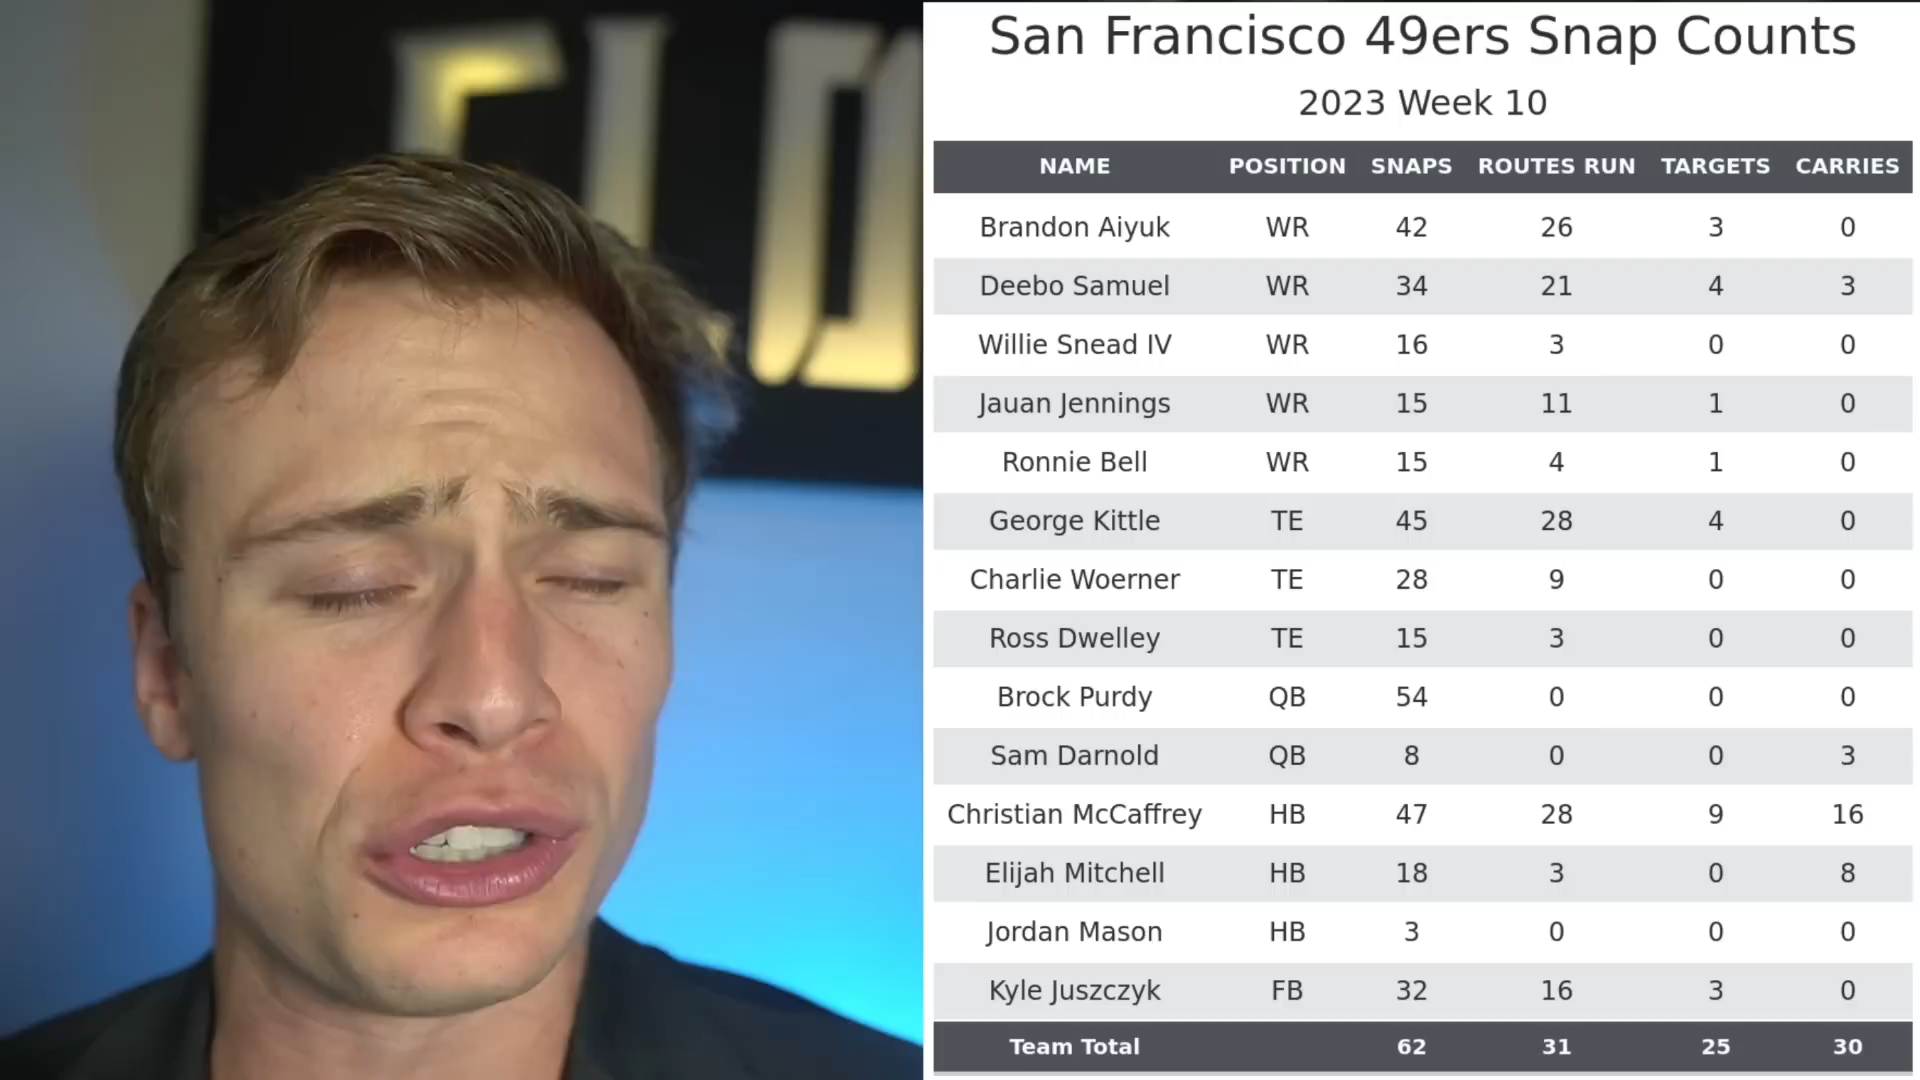 San Francisco 49ers Snap Counts
2023 Week 10
NAME POSITION SNAPS ROUTES RUN TARGETS CARRIES
Brandon Aiyuk WR 42 26 3 0
Deebo Samuel WR 34 21 4 3
Willie Snead IV WR 16 3 0 0
Jauan Jennings WR 15 11 1 0
Ronnie Bell WR 15 4 1 0
George Kittle TE 45 28 4 0
Charlie Woerner TE 28 9 0 0
Ross Dwelley TE 15 3 0 0
Brock Purdy QB 54 0 0 0
Sam Darnold QB 8 0 0 3
Christian McCaffrey HB 47 28 9 16
Elijah Mitchell HB 18 3 0 8
Jordan Mason HB 3 0 0 0
Kyle Juszczyk FB 32 16 3 0
Team Total 62 31 25 30